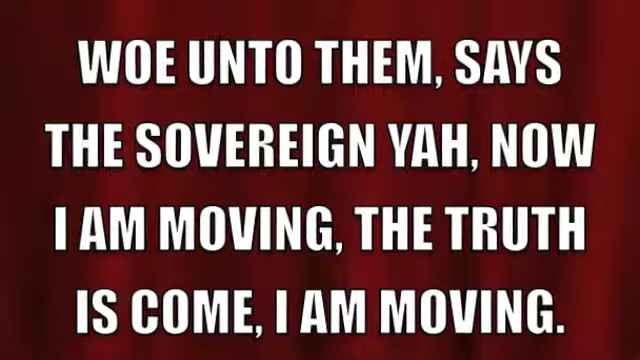 WOE UNTO THEM, SAYS
THE SOVEREIGN YAH, NOW
I AM MOVING, THE TRUTH
IS COME, I AM MOVING.